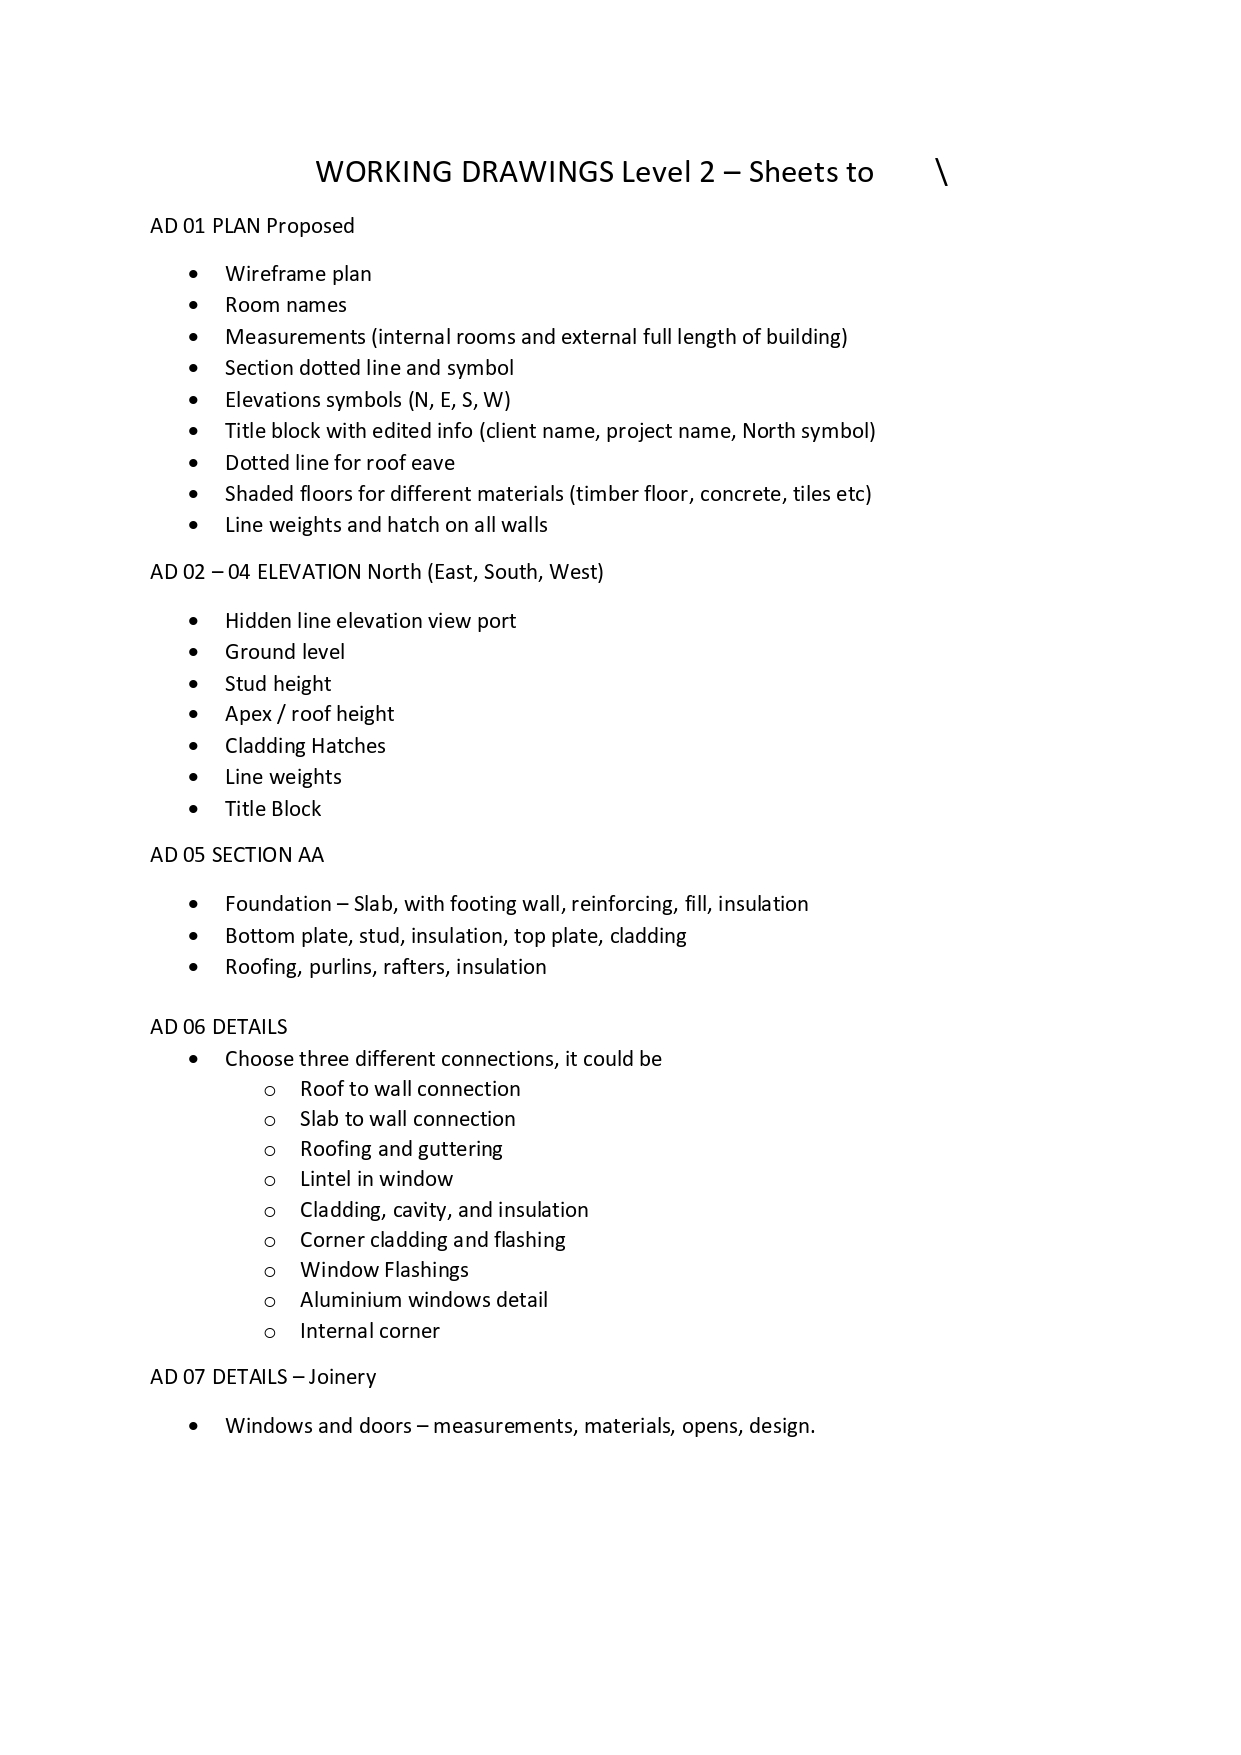 WORKING DRAWINGS Level 2 – Sheets to \
AD 01 PLAN Proposed
• Wireframe plan
• Room names
• Measurements (internal rooms and external full length of building)
• Section dotted line and symbol
• Elevations symbols (N, E, S, W)
• Title block with edited info (client name, project name, North symbol)
• Dotted line for roof eave
• Shaded floors for different materials (timber floor, concrete, tiles etc)
• Line weights and hatch on all walls
AD 02 – 04 ELEVATION North (East, South, West)
• Hidden line elevation view port
• Ground level
• Stud height
• Apex / roof height
• Cladding Hatches
• Line weights
• Title Block
AD 05 SECTION AA
• Foundation – Slab, with footing wall, reinforcing, fill, insulation
• Bottom plate, stud, insulation, top plate, cladding
• Roofing, purlins, rafters, insulation
AD 06 DETAILS
• Choose three different connections, it could be
o Roof to wall connection
o Slab to wall connection
o Roofing and guttering
o Lintel in window
o Cladding, cavity, and insulation
o Corner cladding and flashing
o Window Flashings
o Aluminium windows detail
o Internal corner
AD 07 DETAILS – Joinery
• Windows and doors – measurements, materials, opens, design.